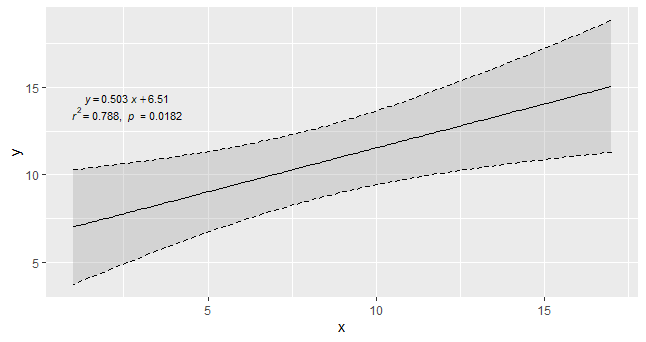 15
10
5
y
y = 0.503 x + 6.51
r² = 0.788, p = 0.0182
5
10
15
x